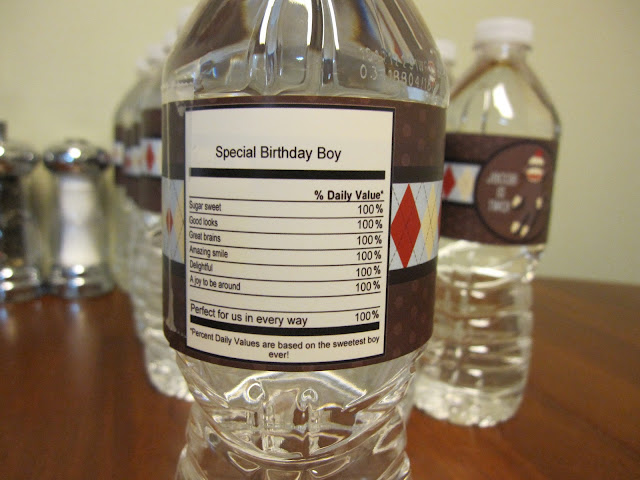 Special Birthday Boy
% Daily Value*
Sugar sweet 100%
Good looks 100%
Great brains 100%
Amazing smile 100%
Delightful 100%
A joy to be around 100%
Perfect for us in every way 100%
*Percent Daily Values are based on the sweetest boy
ever!
IS